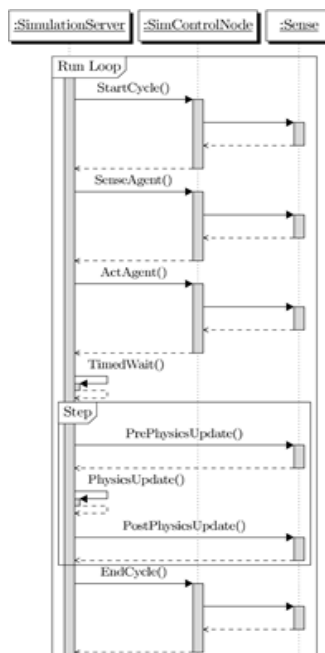 :SimulationServer :SimControlNode :Sense
Run Loop
StartCycle()
SenseAgent()
ActAgent()
TimedWait()
Step
PrePhysicsUpdate()
PhysicsUpdate()
PostPhysicsUpdate()
EndCycle()